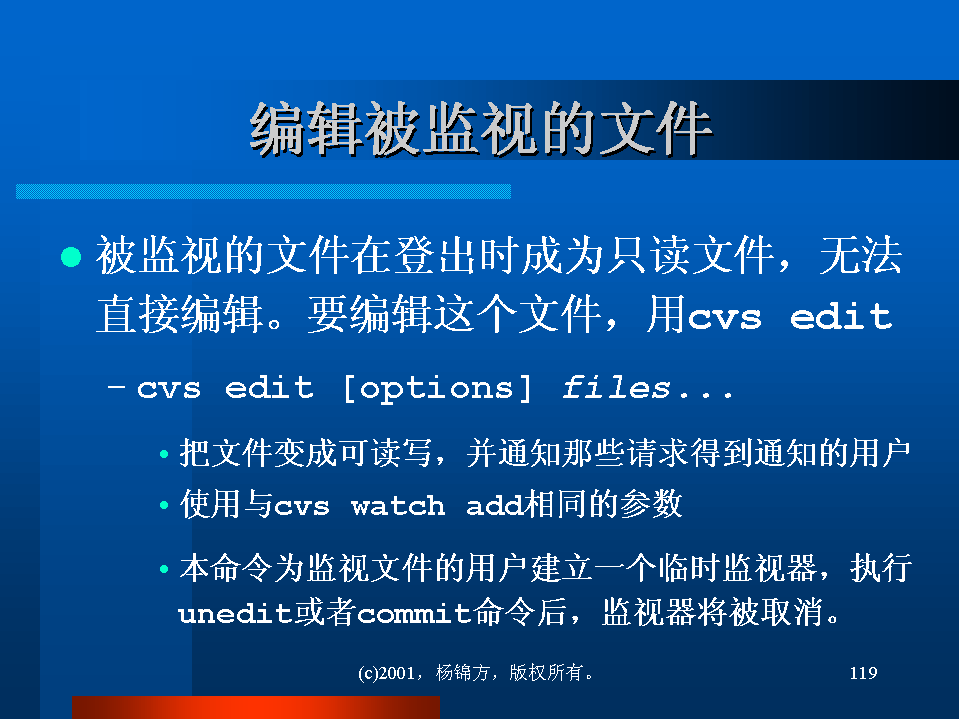 编辑被监视的文件
被监视的文件在登出时成为只读文件，无法
直接编辑。要编辑这个文件，用cvs edit
– cvs edit [options] files...
• 把文件变成可读写，并通知那些请求得到通知的用户
• 使用与cvs watch add相同的参数
• 本命令为监视文件的用户建立一个临时监视器，执行
unedit或者commit命令后，监视器将被取消。
(c)2001，杨锦方，版权所有。
119